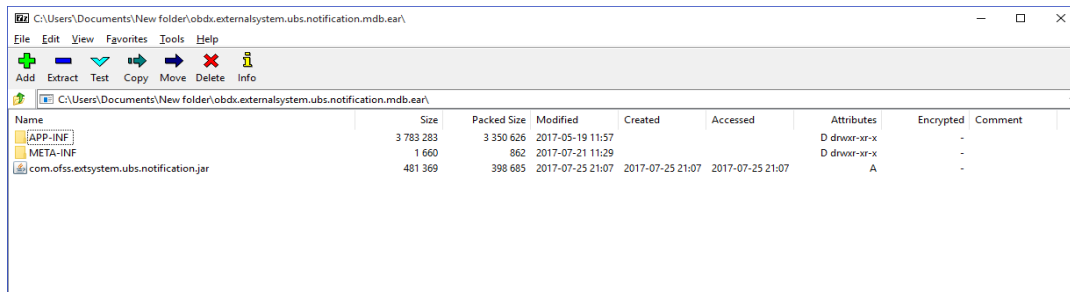 C:\Users\Documents\New folder\obdx.externalsystem.ubs.notification.mdb.ear\
File Edit View Favorites Tools Help
Add Extract Test Copy Move Delete Info
C:\Users\Documents\New folder\obdx.externalsystem.ubs.notification.mdb.ear\
Name Size Packed Size Modified Created Accessed Attributes Encrypted Comment
APP-INF 3 783 283 3 350 626 2017-05-19 11:57 D drwxr-xr-x -
META-INF 1 660 862 2017-07-21 11:29 D drwxr-xr-x -
com.ofss.extsystem.ubs.notification.jar 481 369 398 685 2017-07-25 21:07 2017-07-25 21:07 2017-07-25 21:07 A -